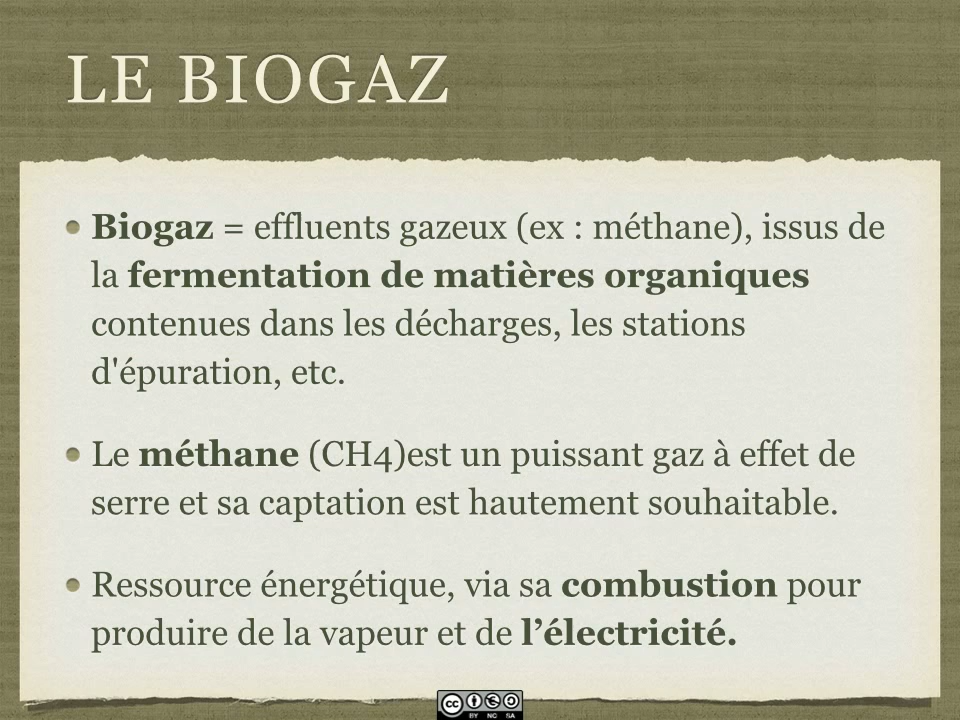 LE BIOGAZ
Biogaz = effluents gazeux (ex : méthane), issus de
la fermentation de matières organiques
contenues dans les décharges, les stations
d'épuration, etc.
Le méthane (CH4)est un puissant gaz à effet de
serre et sa captation est hautement souhaitable.
Ressource énergétique, via sa combustion pour
produire de la vapeur et de l’électricité.
cc
BY NC SA